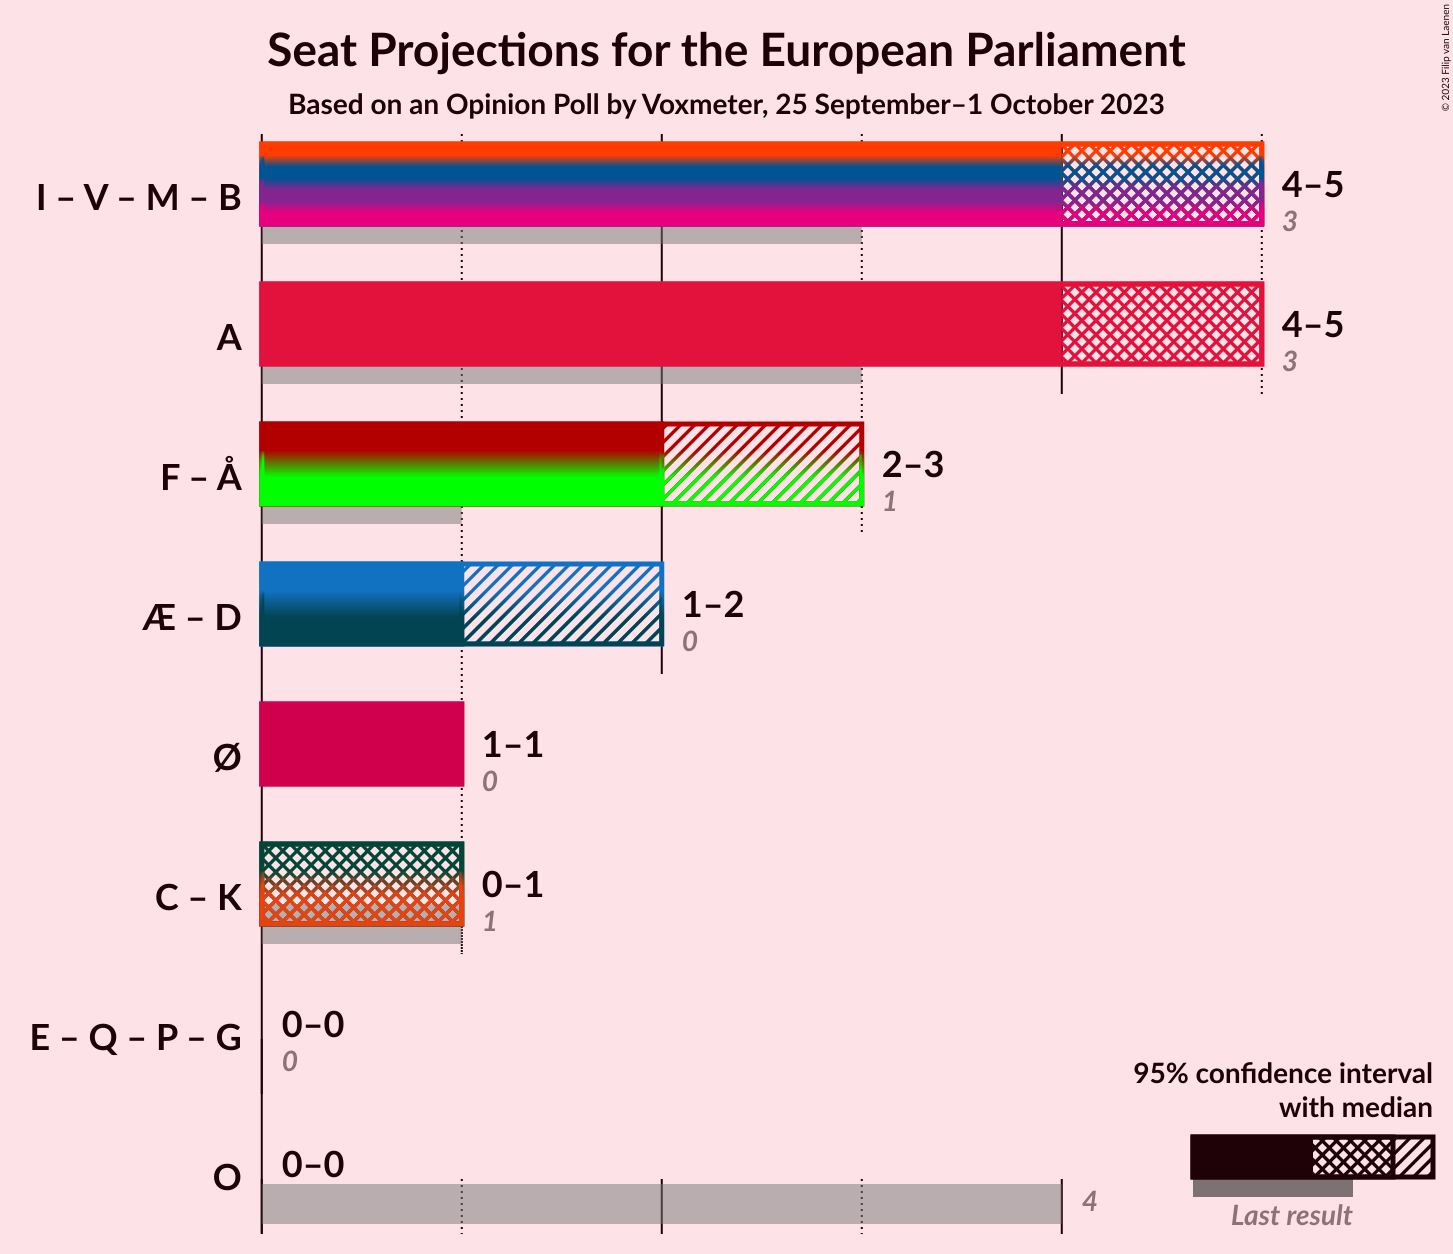 Seat Projections for the European Parliament
Based on an Opinion Poll by Voxmeter, 25 September–1 October 2023
© 2023 Filip van Laenen
I – V – M – B
4–5
3
A
4–5
3
F – Å
2–3
1
Æ – D
1–2
0
Ø
1–1
0
C – K
0–1
1
E – Q – P – G
0–0
0
O
0–0
4
95% confidence interval
with median
Last result